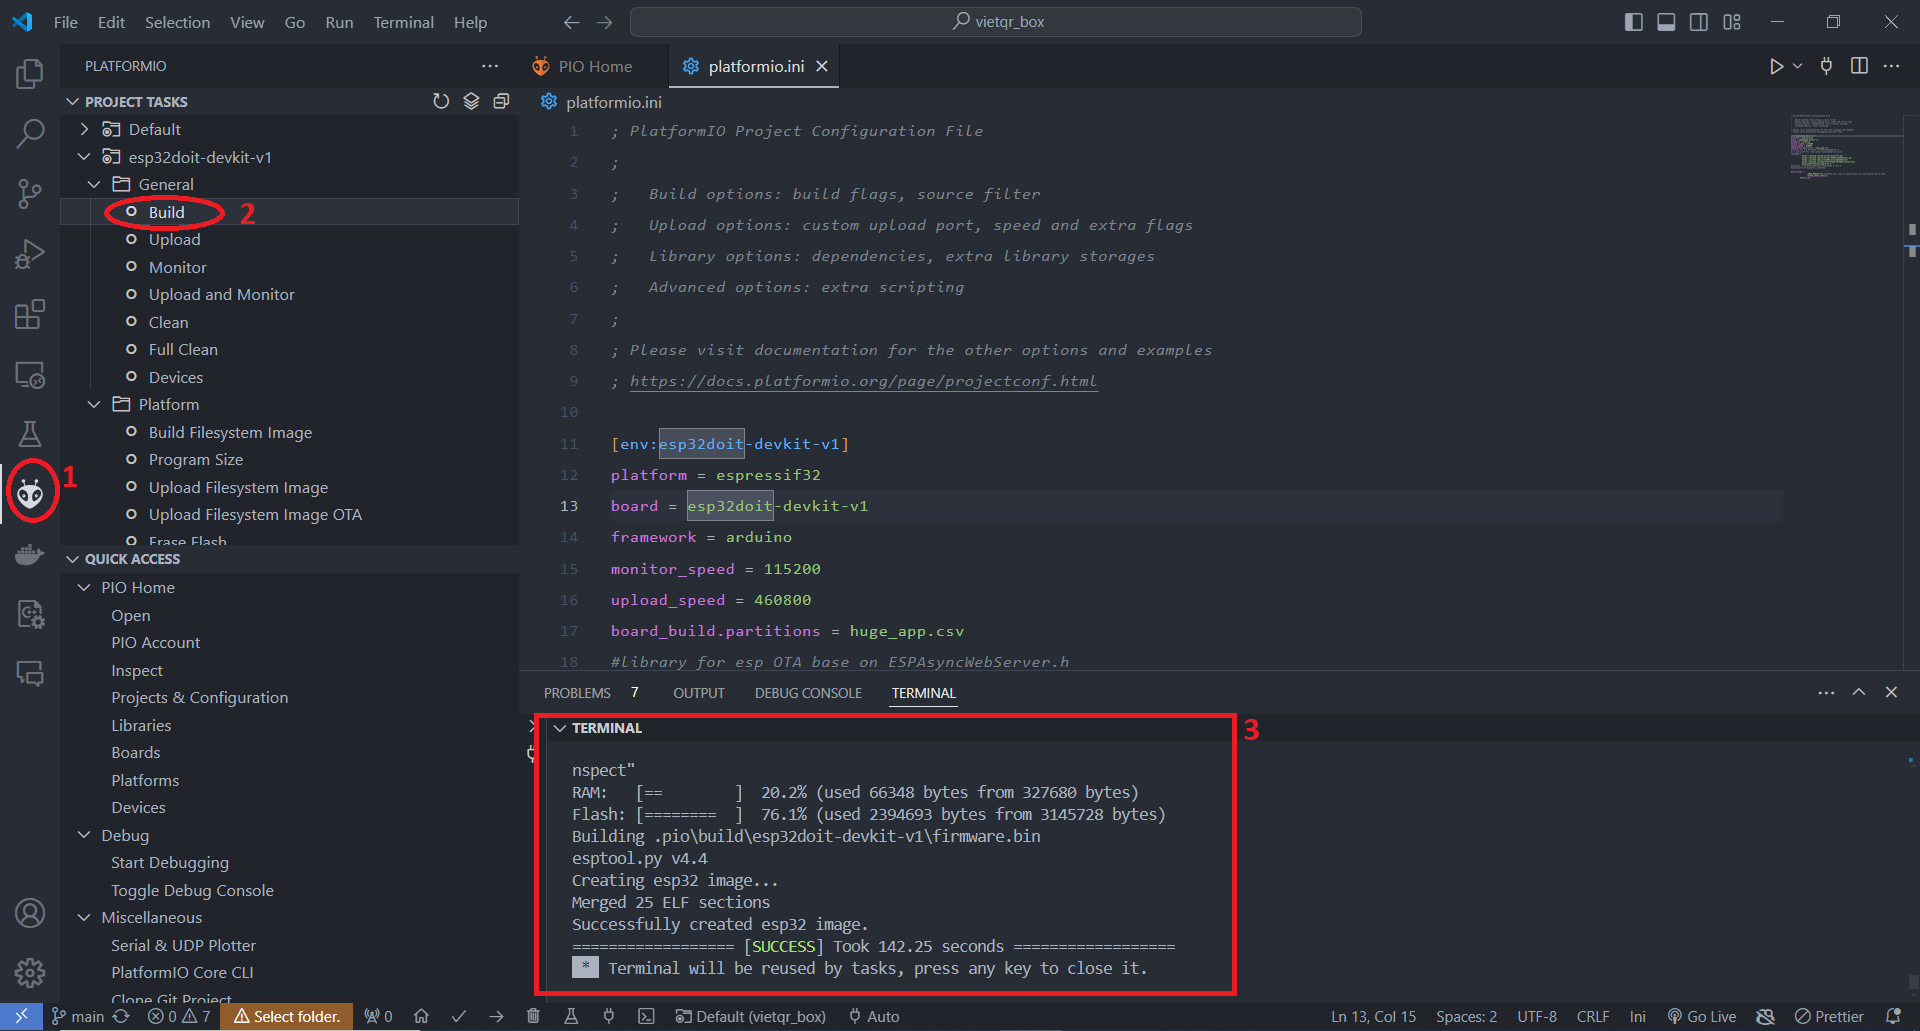 File Edit Selection View Go Run Terminal Help
vietqr_box
PLATFORMIO
PROJECT TASKS
Default
esp32doit-devkit-v1
General
Build
2
Upload
Monitor
Upload and Monitor
Clean
Full Clean
Devices
Platform
Build Filesystem Image
Program Size
1
Upload Filesystem Image
Upload Filesystem Image OTA
Erase Flash
QUICK ACCESS
PIO Home
Open
PIO Account
Inspect
Projects & Configuration
Libraries
Boards
Platforms
Devices
Debug
Start Debugging
Toggle Debug Console
Miscellaneous
Serial & UDP Plotter
PlatformIO Core CLI
Clone Git Project
PIO Home
platformio.ini
platformio.ini
1 ; PlatformIO Project Configuration File
2 ;
3 ;   Build options: build flags, source filter
4 ;   Upload options: custom upload port, speed and extra flags
5 ;   Library options: dependencies, extra library storages
6 ;   Advanced options: extra scripting
7 ;
8 ; Please visit documentation for the other options and examples
9 ; https://docs.platformio.org/page/projectconf.html
10
11 [env:esp32doit-devkit-v1]
12 platform = espressif32
13 board = esp32doit-devkit-v1
14 framework = arduino
15 monitor_speed = 115200
16 upload_speed = 460800
17 board_build.partitions = huge_app.csv
18 #library for esp OTA base on ESPAsyncWebServer.h
PROBLEMS 7 OUTPUT DEBUG CONSOLE TERMINAL
TERMINAL
3
nspect"
RAM:   [==        ]  20.2% (used 66348 bytes from 327680 bytes)
Flash: [========  ]  76.1% (used 2394693 bytes from 3145728 bytes)
Building .pio\build\esp32doit-devkit-v1\firmware.bin
esptool.py v4.4
Creating esp32 image...
Merged 25 ELF sections
Successfully created esp32 image.
================== [SUCCESS] Took 142.25 seconds ==================
* Terminal will be reused by tasks, press any key to close it.
main 0 7 Select folder. 0 Default (vietqr_box) Auto Ln 13, Col 15 Spaces: 2 UTF-8 CRLF Ini Go Live Prettier